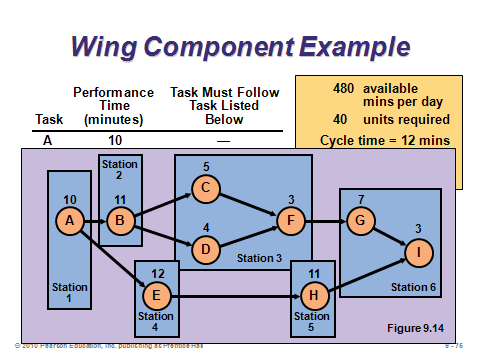 Wing Component Example
Performance Task Must Follow
Time Task Listed
Task (minutes) Below
A 10 —
480 available
mins per day
40 units required
Cycle time = 12 mins
Station
2
5
C
10
11
3
7
A
B
F
G
4
D
3
I
Station 3
12
11
E
H
Station
1
Station
4
Station
5
Station 6
Figure 9.14
© 2010 Pearson Education, Inc. publishing as Prentice Hall